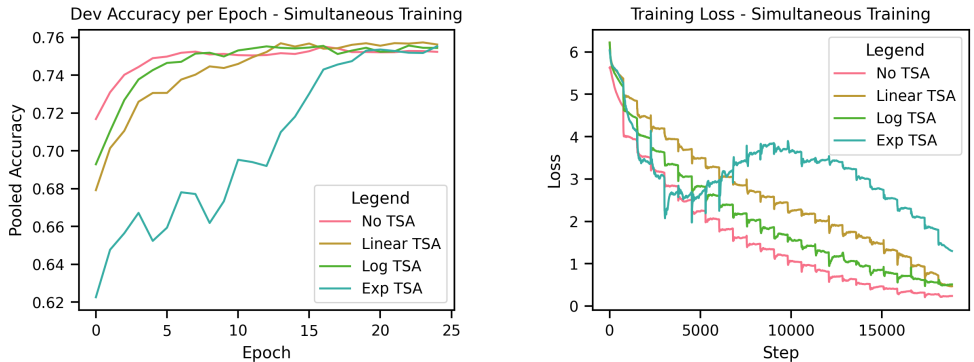 Dev Accuracy per Epoch - Simultaneous Training
Pooled Accuracy
0.76
0.74
0.72
0.70
0.68
0.66
0.64
0.62
Legend
No TSA
Linear TSA
Log TSA
Exp TSA
0 5 10 15 20 25
Epoch
Training Loss - Simultaneous Training
Loss
6
5
4
3
2
1
0
Legend
No TSA
Linear TSA
Log TSA
Exp TSA
0 5000 10000 15000
Step